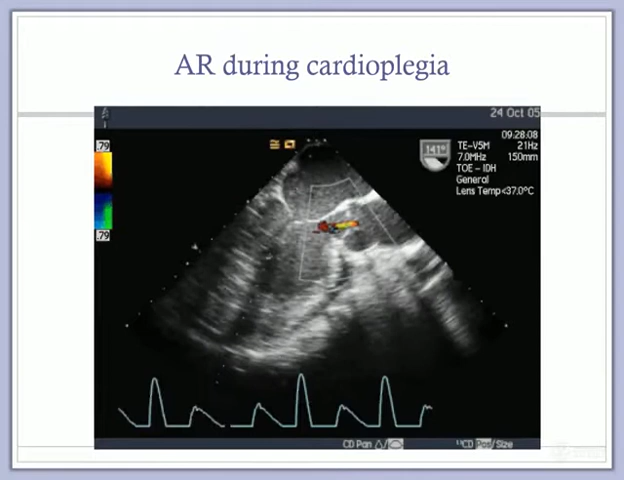 AR during cardioplegia
24 Oct 05
09.28.08
TE-V5M 21Hz
7.0MHz 150mm
TOE - IDH
General
Lens Temp<37.0°C
141°
.79
.79
CD Pan
CD Pos/Size